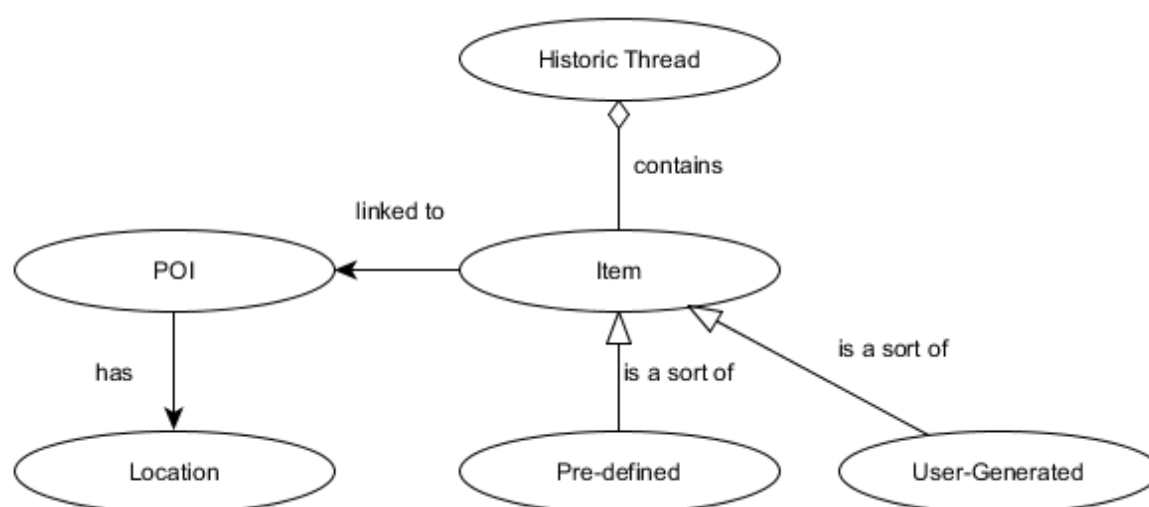 Historic Thread
contains
linked to
POI
Item
has
is a sort of
is a sort of
Location
Pre-defined
User-Generated